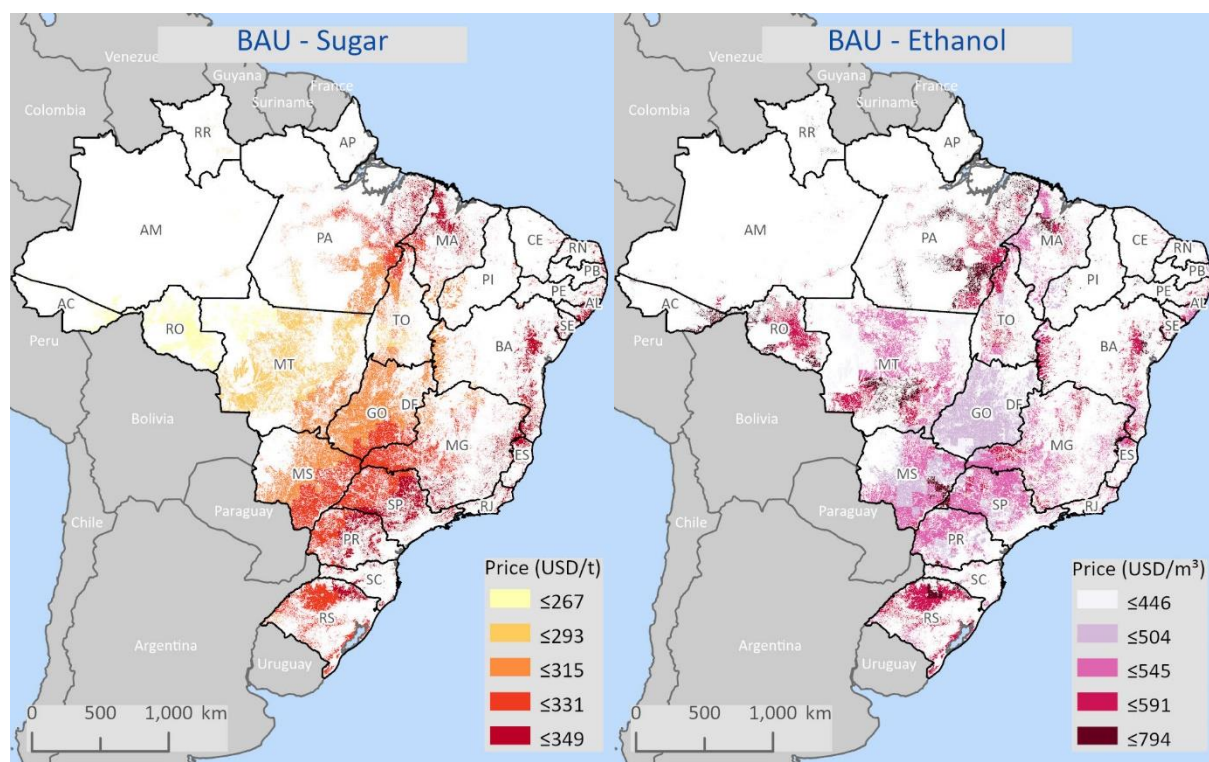 BAU - Sugar
Venezue
Guyana
Suriname
France
Colombia
RR
AP
AM
PA
MA
CE
RN
PB
PI
PE
AL
SE
AC
RO
TO
BA
Peru
MT
GO
DF
Bolivia
MG
ES
MS
SP
RJ
Paraguay
Chile
PR
SC
RS
Argentina
Uruguay
Price (USD/t)
≤267
≤293
≤315
≤331
≤349
0 500 1,000 km
BAU - Ethanol
Venezue
Guyana
Suriname
France
Colombia
RR
AP
AM
PA
MA
CE
RN
PB
PI
PE
AL
SE
AC
RO
TO
BA
Peru
MT
GO
DF
Bolivia
MG
ES
MS
SP
RJ
Paraguay
Chile
PR
SC
RS
Argentina
Uruguay
Price (USD/m³)
≤446
≤504
≤545
≤591
≤794
0 500 1,000 km